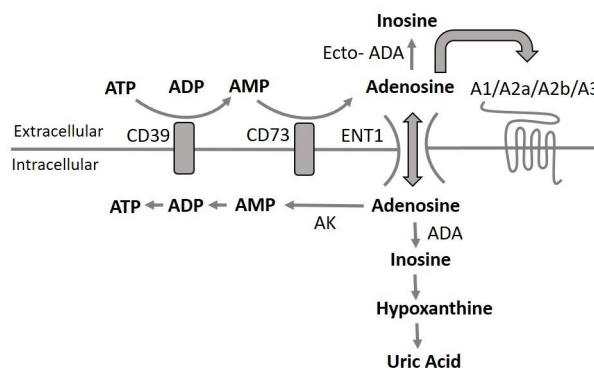 Inosine
Ecto- ADA
ATP ADP AMP Adenosine A1/A2a/A2b/A3
Extracellular CD39 CD73 ENT1
Intracellular
ATP ADP AMP Adenosine
AK
ADA
Inosine
Hypoxanthine
Uric Acid